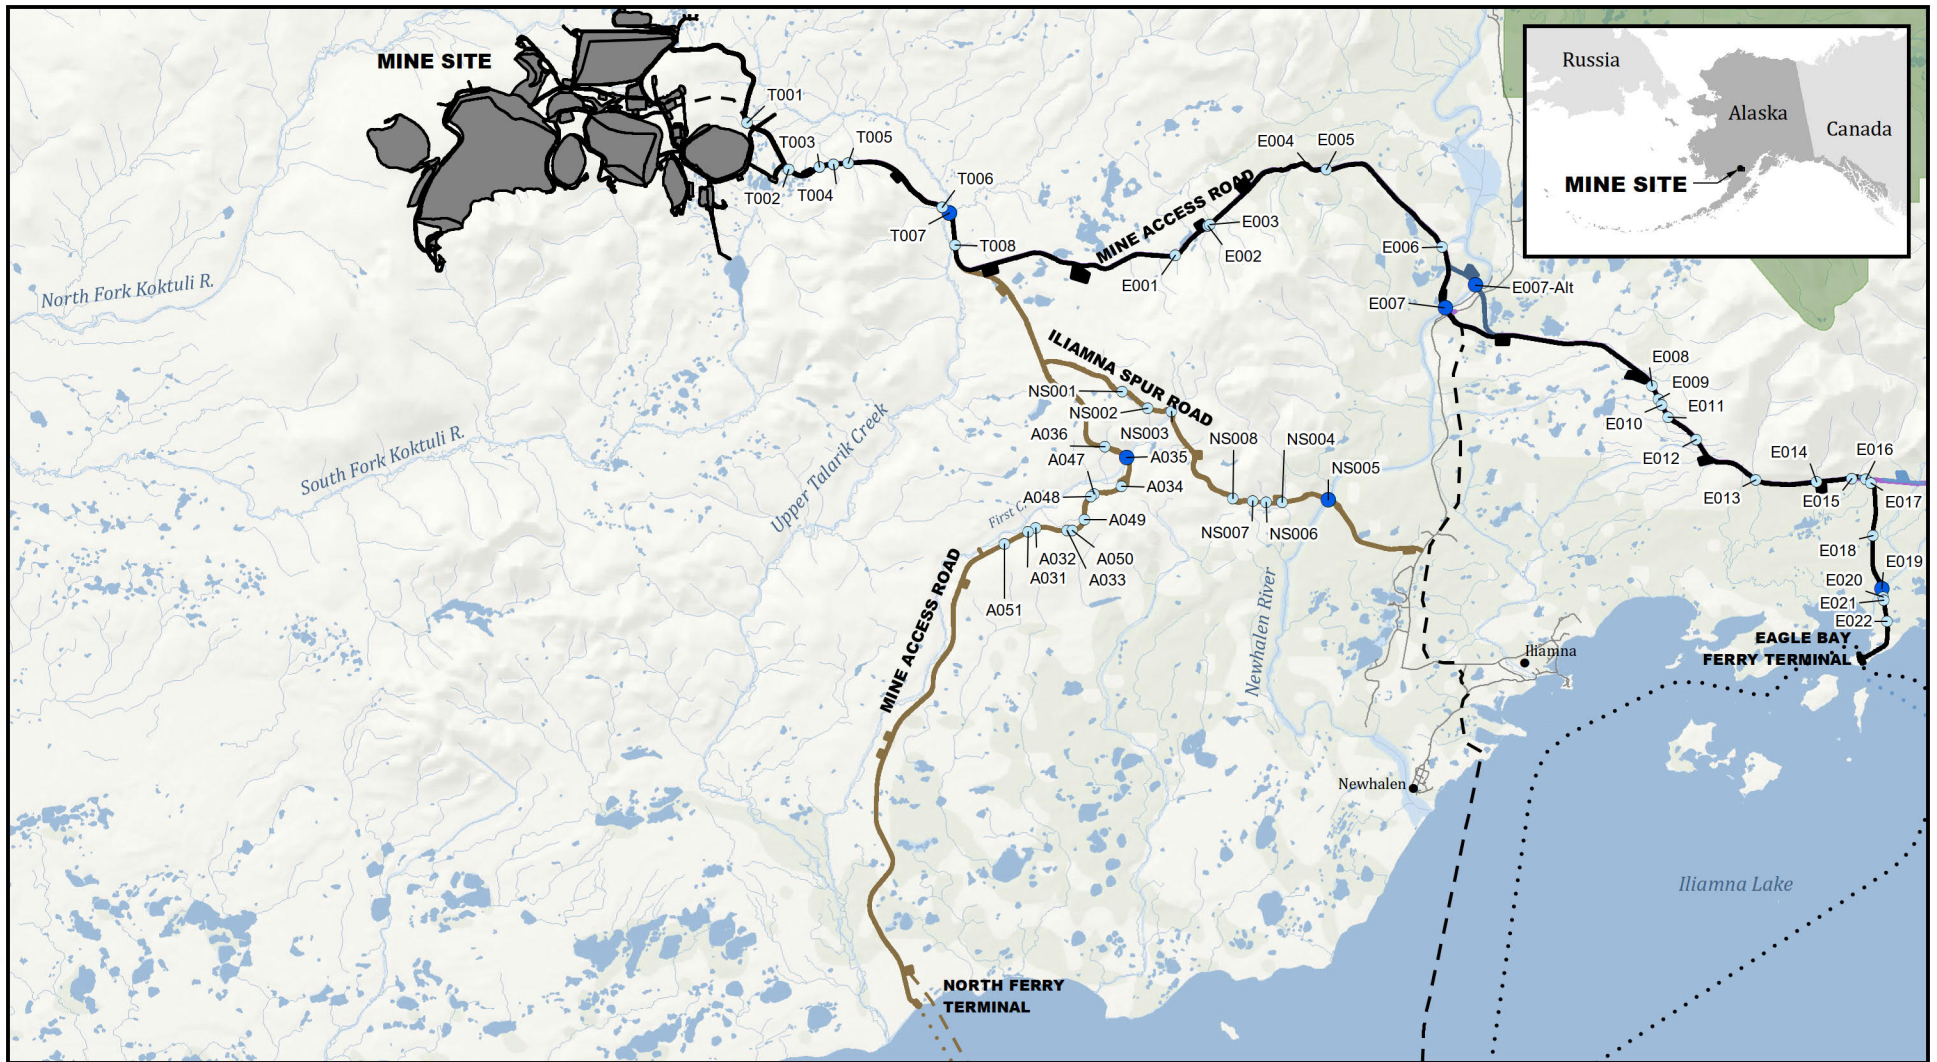 MINE SITE
T001
T003
T005
T002
T004
T006
T007
T008
MINE ACCESS ROAD
E001
E002
E003
E004
E005
E006
E007-Alt
E007
Russia
Alaska
Canada
MINE SITE
North Fork Koktuli R.
South Fork Koktuli R.
Upper Talarik Creek
ILIAMNA SPUR ROAD
NS001
NS002
NS003
NS008
NS004
NS005
NS007
NS006
A036
A035
A047
A034
A048
A049
First C.
A032
A050
A031
A033
A051
E008
E009
E011
E010
E012
E014
E016
E013
E015
E017
E018
E019
E020
E021
E022
EAGLE BAY
FERRY TERMINAL
MINE ACCESS ROAD
Newhalen River
Iliamna
Newhalen
Iliamna Lake
NORTH FERRY
TERMINAL